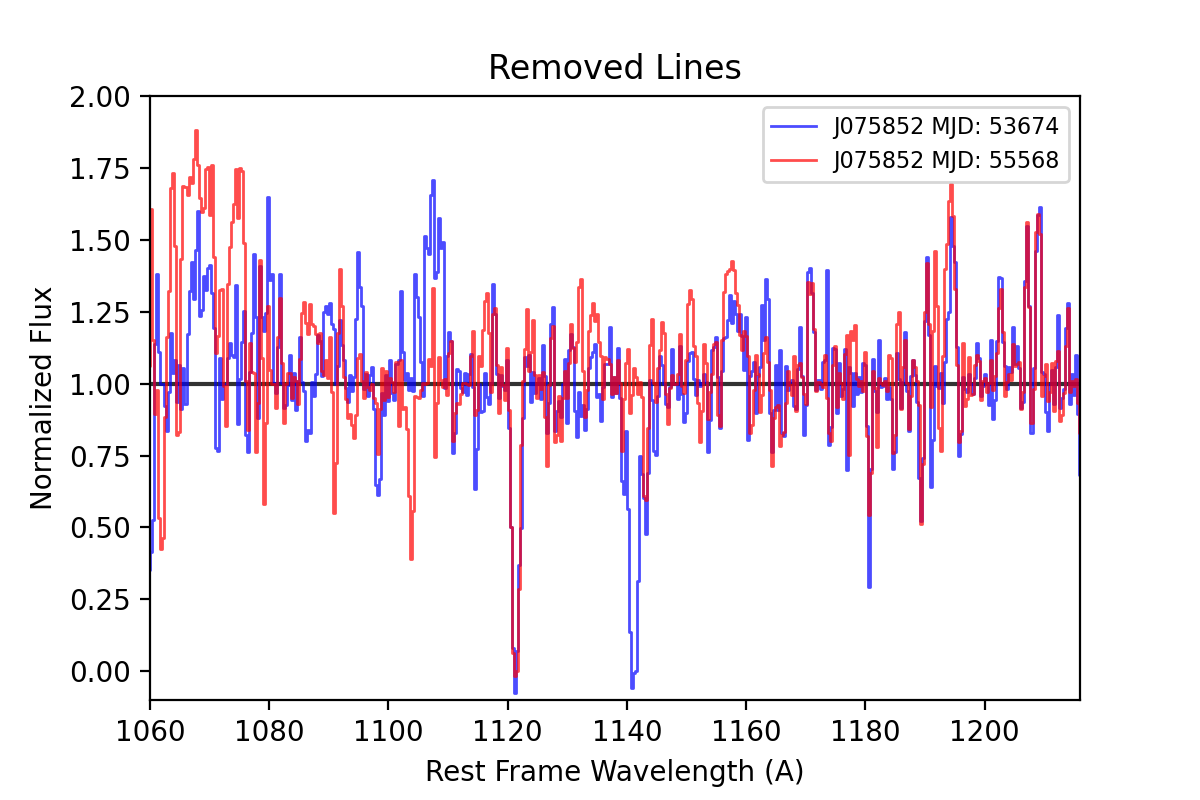 Removed Lines
J075852 MJD: 53674
J075852 MJD: 55568
2.00
1.75
1.50
1.25
1.00
0.75
0.50
0.25
0.00
Normalized Flux
1060 1080 1100 1120 1140 1160 1180 1200
Rest Frame Wavelength (A)